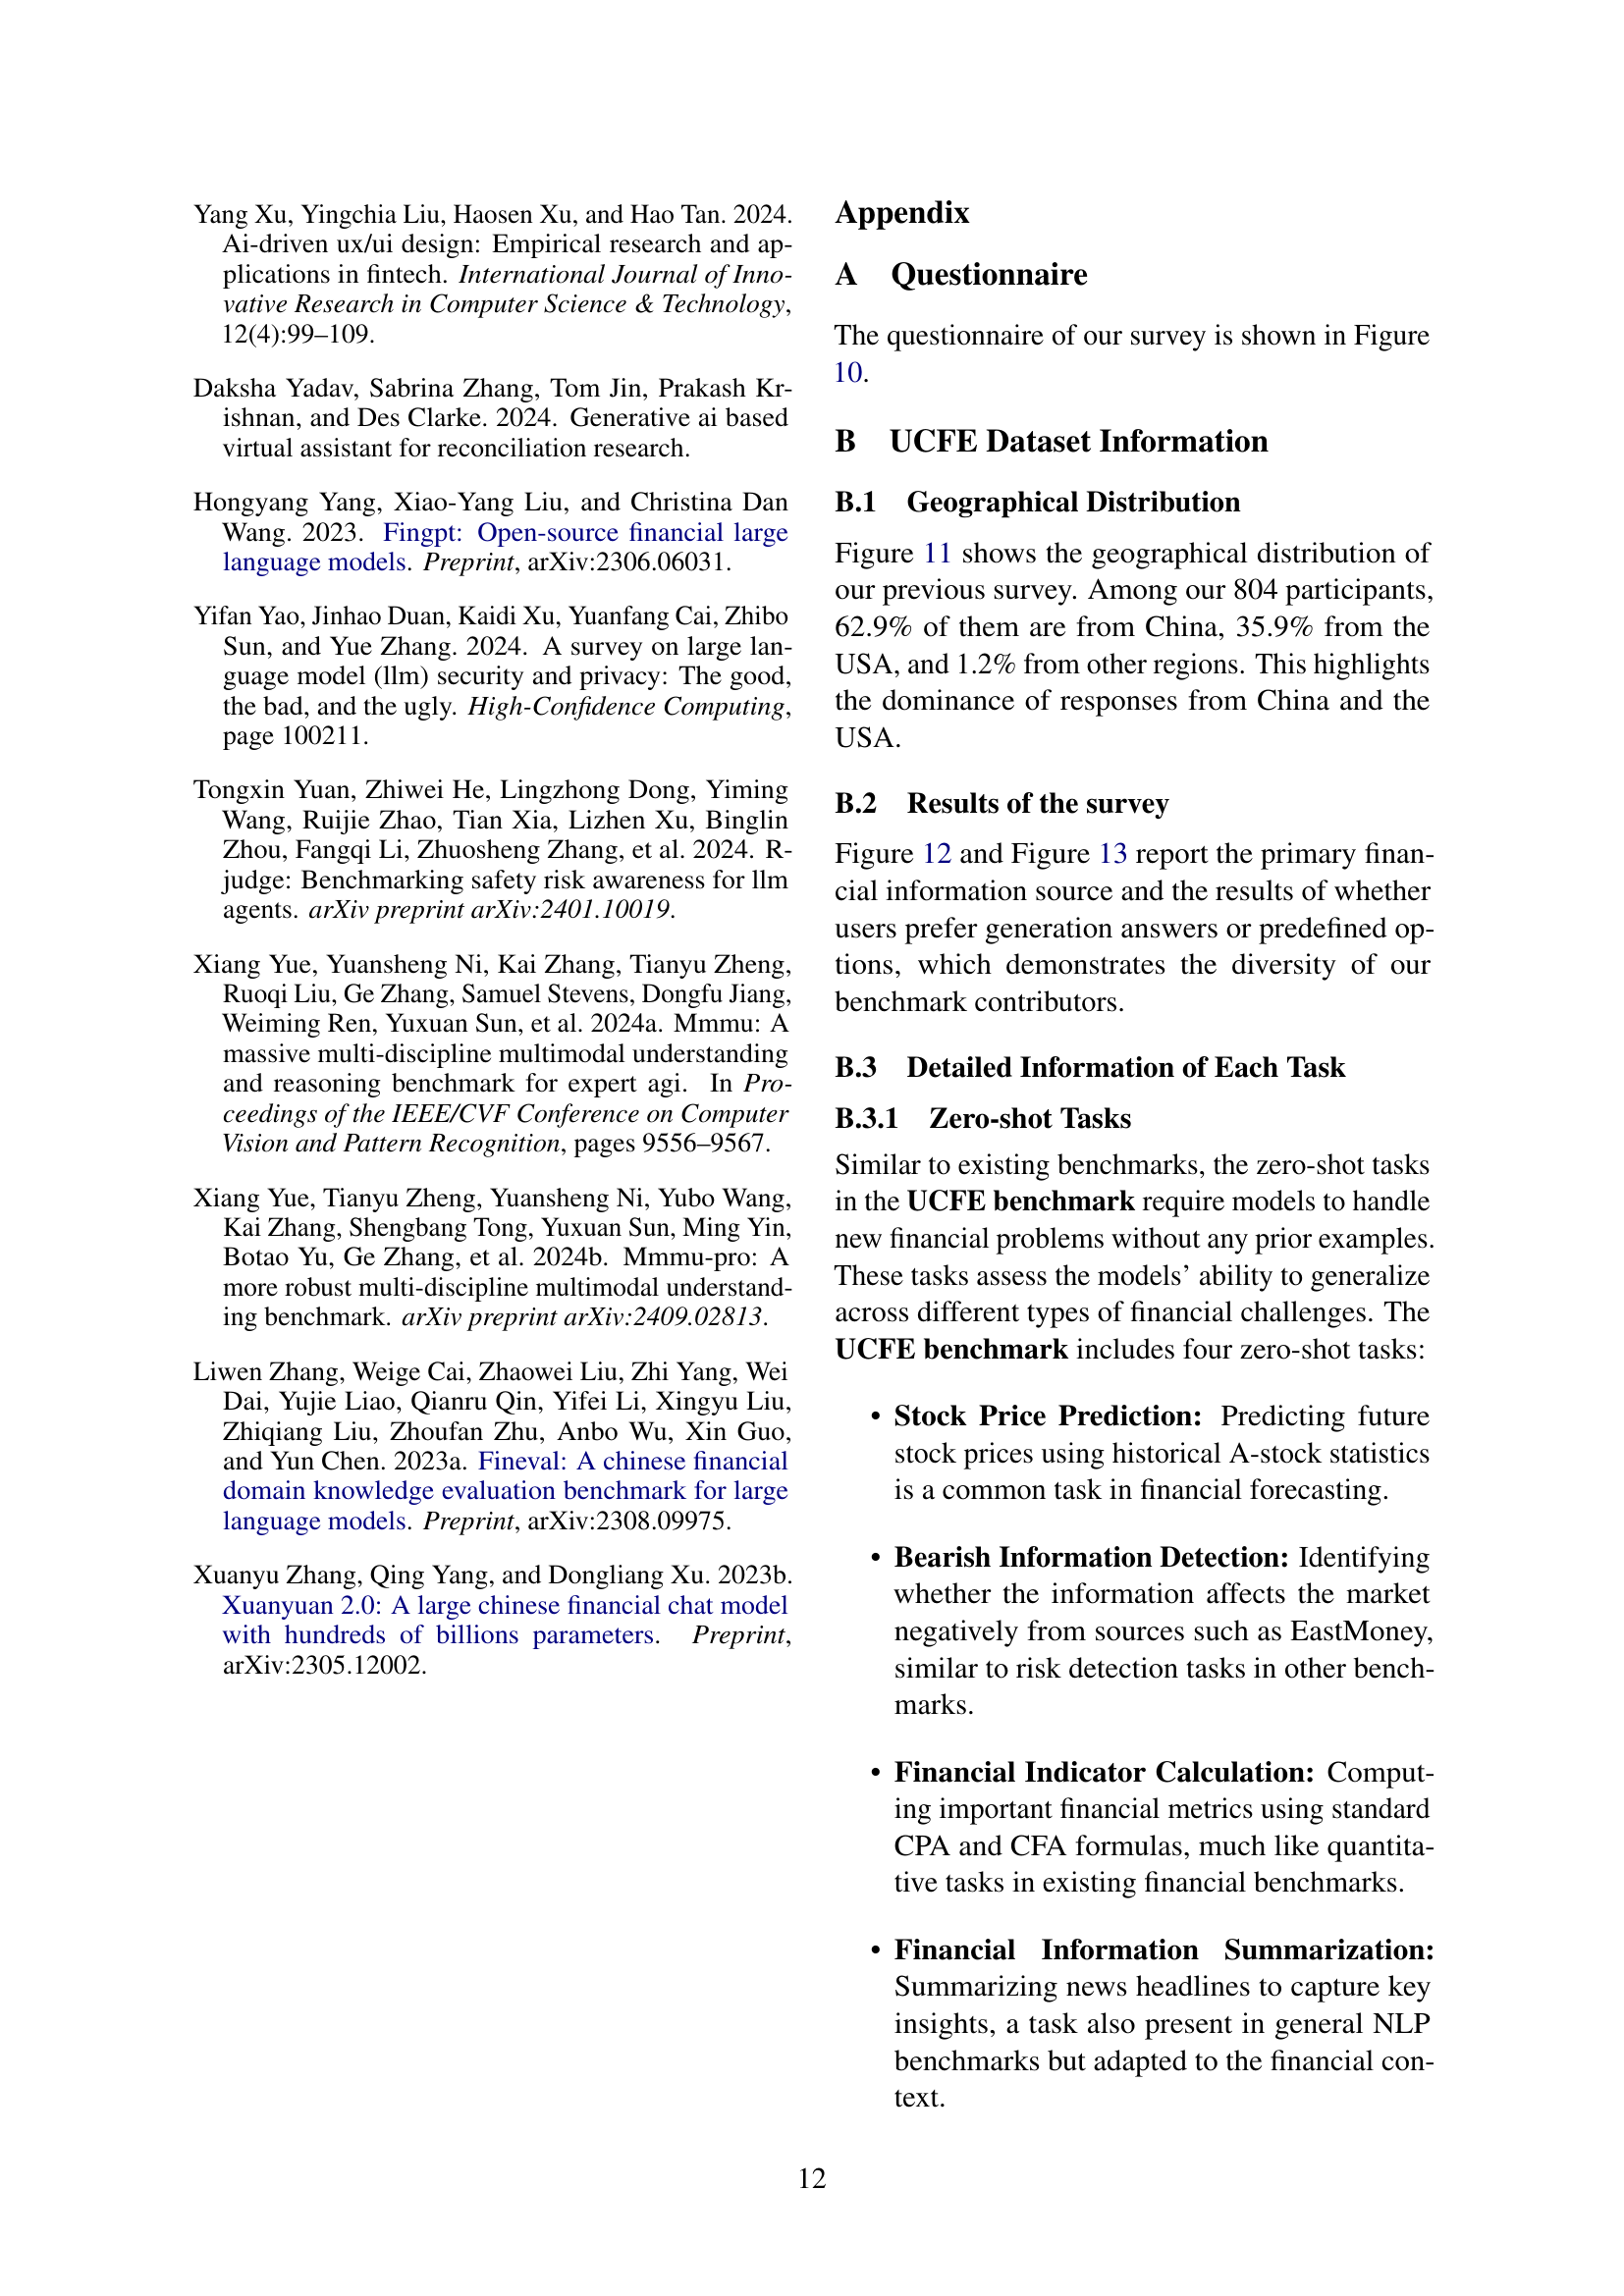 Yang Xu, Yingchia Liu, Haosen Xu, and Hao Tan. 2024.
Ai-driven ux/ui design: Empirical research and ap-
plications in fintech. International Journal of Inno-
vative Research in Computer Science & Technology,
12(4):99–109.
Daksha Yadav, Sabrina Zhang, Tom Jin, Prakash Kr-
ishnan, and Des Clarke. 2024. Generative ai based
virtual assistant for reconciliation research.
Hongyang Yang, Xiao-Yang Liu, and Christina Dan
Wang. 2023. Fingpt: Open-source financial large
language models. Preprint, arXiv:2306.06031.
Yifan Yao, Jinhao Duan, Kaidi Xu, Yuanfang Cai, Zhibo
Sun, and Yue Zhang. 2024. A survey on large lan-
guage model (llm) security and privacy: The good,
the bad, and the ugly. High-Confidence Computing,
page 100211.
Tongxin Yuan, Zhiwei He, Lingzhong Dong, Yiming
Wang, Ruijie Zhao, Tian Xia, Lizhen Xu, Binglin
Zhou, Fangqi Li, Zhuosheng Zhang, et al. 2024. R-
judge: Benchmarking safety risk awareness for llm
agents. arXiv preprint arXiv:2401.10019.
Xiang Yue, Yuansheng Ni, Kai Zhang, Tianyu Zheng,
Ruoqi Liu, Ge Zhang, Samuel Stevens, Dongfu Jiang,
Weiming Ren, Yuxuan Sun, et al. 2024a. Mmmu: A
massive multi-discipline multimodal understanding
and reasoning benchmark for expert agi. In Pro-
ceedings of the IEEE/CVF Conference on Computer
Vision and Pattern Recognition, pages 9556–9567.
Xiang Yue, Tianyu Zheng, Yuansheng Ni, Yubo Wang,
Kai Zhang, Shengbang Tong, Yuxuan Sun, Ming Yin,
Botao Yu, Ge Zhang, et al. 2024b. Mmmu-pro: A
more robust multi-discipline multimodal understand-
ing benchmark. arXiv preprint arXiv:2409.02813.
Liwen Zhang, Weige Cai, Zhaowei Liu, Zhi Yang, Wei
Dai, Yujie Liao, Qianru Qin, Yifei Li, Xingyu Liu,
Zhiqiang Liu, Zhoufan Zhu, Anbo Wu, Xin Guo,
and Yun Chen. 2023a. Fineval: A chinese financial
domain knowledge evaluation benchmark for large
language models. Preprint, arXiv:2308.09975.
Xuanyu Zhang, Qing Yang, and Dongliang Xu. 2023b.
Xuanyuan 2.0: A large chinese financial chat model
with hundreds of billions parameters. Preprint,
arXiv:2305.12002.
Appendix
A Questionnaire
The questionnaire of our survey is shown in Figure
10.
B UCFE Dataset Information
B.1 Geographical Distribution
Figure 11 shows the geographical distribution of
our previous survey. Among our 804 participants,
62.9% of them are from China, 35.9% from the
USA, and 1.2% from other regions. This highlights
the dominance of responses from China and the
USA.
B.2 Results of the survey
Figure 12 and Figure 13 report the primary finan-
cial information source and the results of whether
users prefer generation answers or predefined op-
tions, which demonstrates the diversity of our
benchmark contributors.
B.3 Detailed Information of Each Task
B.3.1 Zero-shot Tasks
Similar to existing benchmarks, the zero-shot tasks
in the UCFE benchmark require models to handle
new financial problems without any prior examples.
These tasks assess the models’ ability to generalize
across different types of financial challenges. The
UCFE benchmark includes four zero-shot tasks:
• Stock Price Prediction: Predicting future
stock prices using historical A-stock statistics
is a common task in financial forecasting.
• Bearish Information Detection: Identifying
whether the information affects the market
negatively from sources such as EastMoney,
similar to risk detection tasks in other bench-
marks.
• Financial Indicator Calculation: Comput-
ing important financial metrics using standard
CPA and CFA formulas, much like quantita-
tive tasks in existing financial benchmarks.
• Financial Information Summarization:
Summarizing news headlines to capture key
insights, a task also present in general NLP
benchmarks but adapted to the financial con-
text.
12